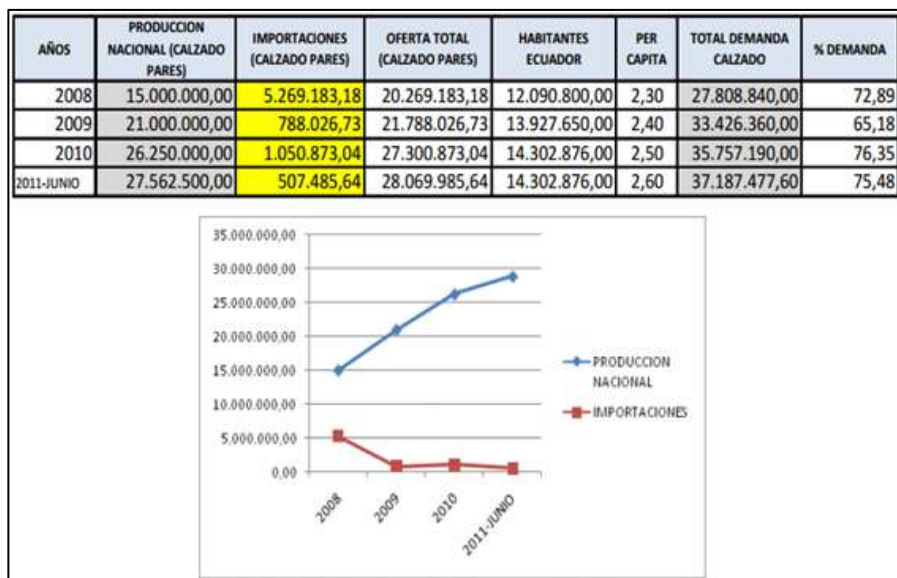 AÑOS PRODUCCION NACIONAL (CALZADO PARES) IMPORTACIONES (CALZADO PARES) OFERTA TOTAL (CALZADO PARES) HABITANTES ECUADOR PER CAPITA TOTAL DEMANDA CALZADO % DEMANDA
2008 15.000.000,00 5.269.183,18 20.269.183,18 12.090.800,00 2,30 27.808.840,00 72,89
2009 21.000.000,00 788.026,73 21.788.026,73 13.927.650,00 2,40 33.426.360,00 65,18
2010 26.250.000,00 1.050.873,04 27.300.873,04 14.302.876,00 2,50 35.757.190,00 76,35
2011-JUNIO 27.562.500,00 507.485,64 28.069.985,64 14.302.876,00 2,60 37.187.477,60 75,48
35.000.000,00
30.000.000,00
25.000.000,00
20.000.000,00
15.000.000,00
10.000.000,00
5.000.000,00
0,00
2008
2009
2010
2011-JUNIO
PRODUCCION
NACIONAL
IMPORTACIONES